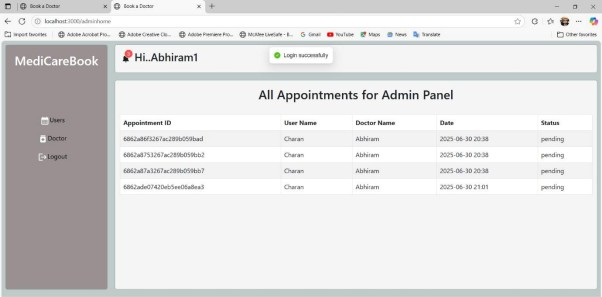 Book a Doctor
Book a Doctor
localhost:3000/adminhome
Import favorites
Adobe Acrobat Pro...
Adobe Creative Clo...
Adobe Premiere Pro...
McAfee LiveSafe - B...
Gmail
YouTube
Maps
News
Translate
Other favorites
MediCareBook
Hi..Abhiram1
Login successfully
Users
Doctor
Logout
All Appointments for Admin Panel
Appointment ID User Name Doctor Name Date Status
6862a86f3267ac289b059bad Charan Abhiram 2025-06-30 20:38 pending
6862a8753267ac289b059bb2 Charan Abhiram 2025-06-30 20:38 pending
6862a87a3267ac289b059bb7 Charan Abhiram 2025-06-30 20:38 pending
6862ade07420eb5ee06a8ea3 Charan Abhiram 2025-06-30 21:01 pending